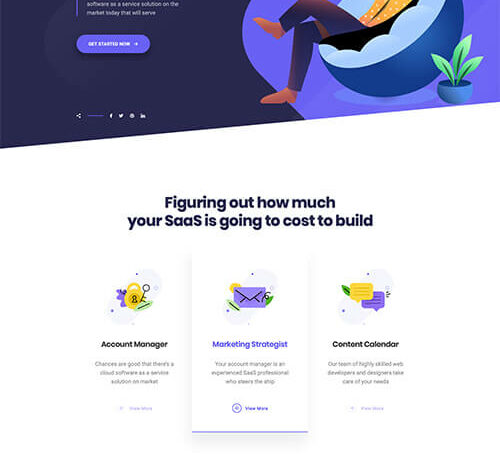 software as a service solution on the
market today that will serve
GET STARTED NOW
Figuring out how much
your SaaS is going to cost to build
Account Manager
Chances are good that there's a
cloud software as a service
solution on market
View More
Marketing Strategist
Your account manager is an
experienced SaaS professional
who steers the ship
View More
Content Calendar
Our team of highly skilled web
developers and designers take
care of your needs
View More